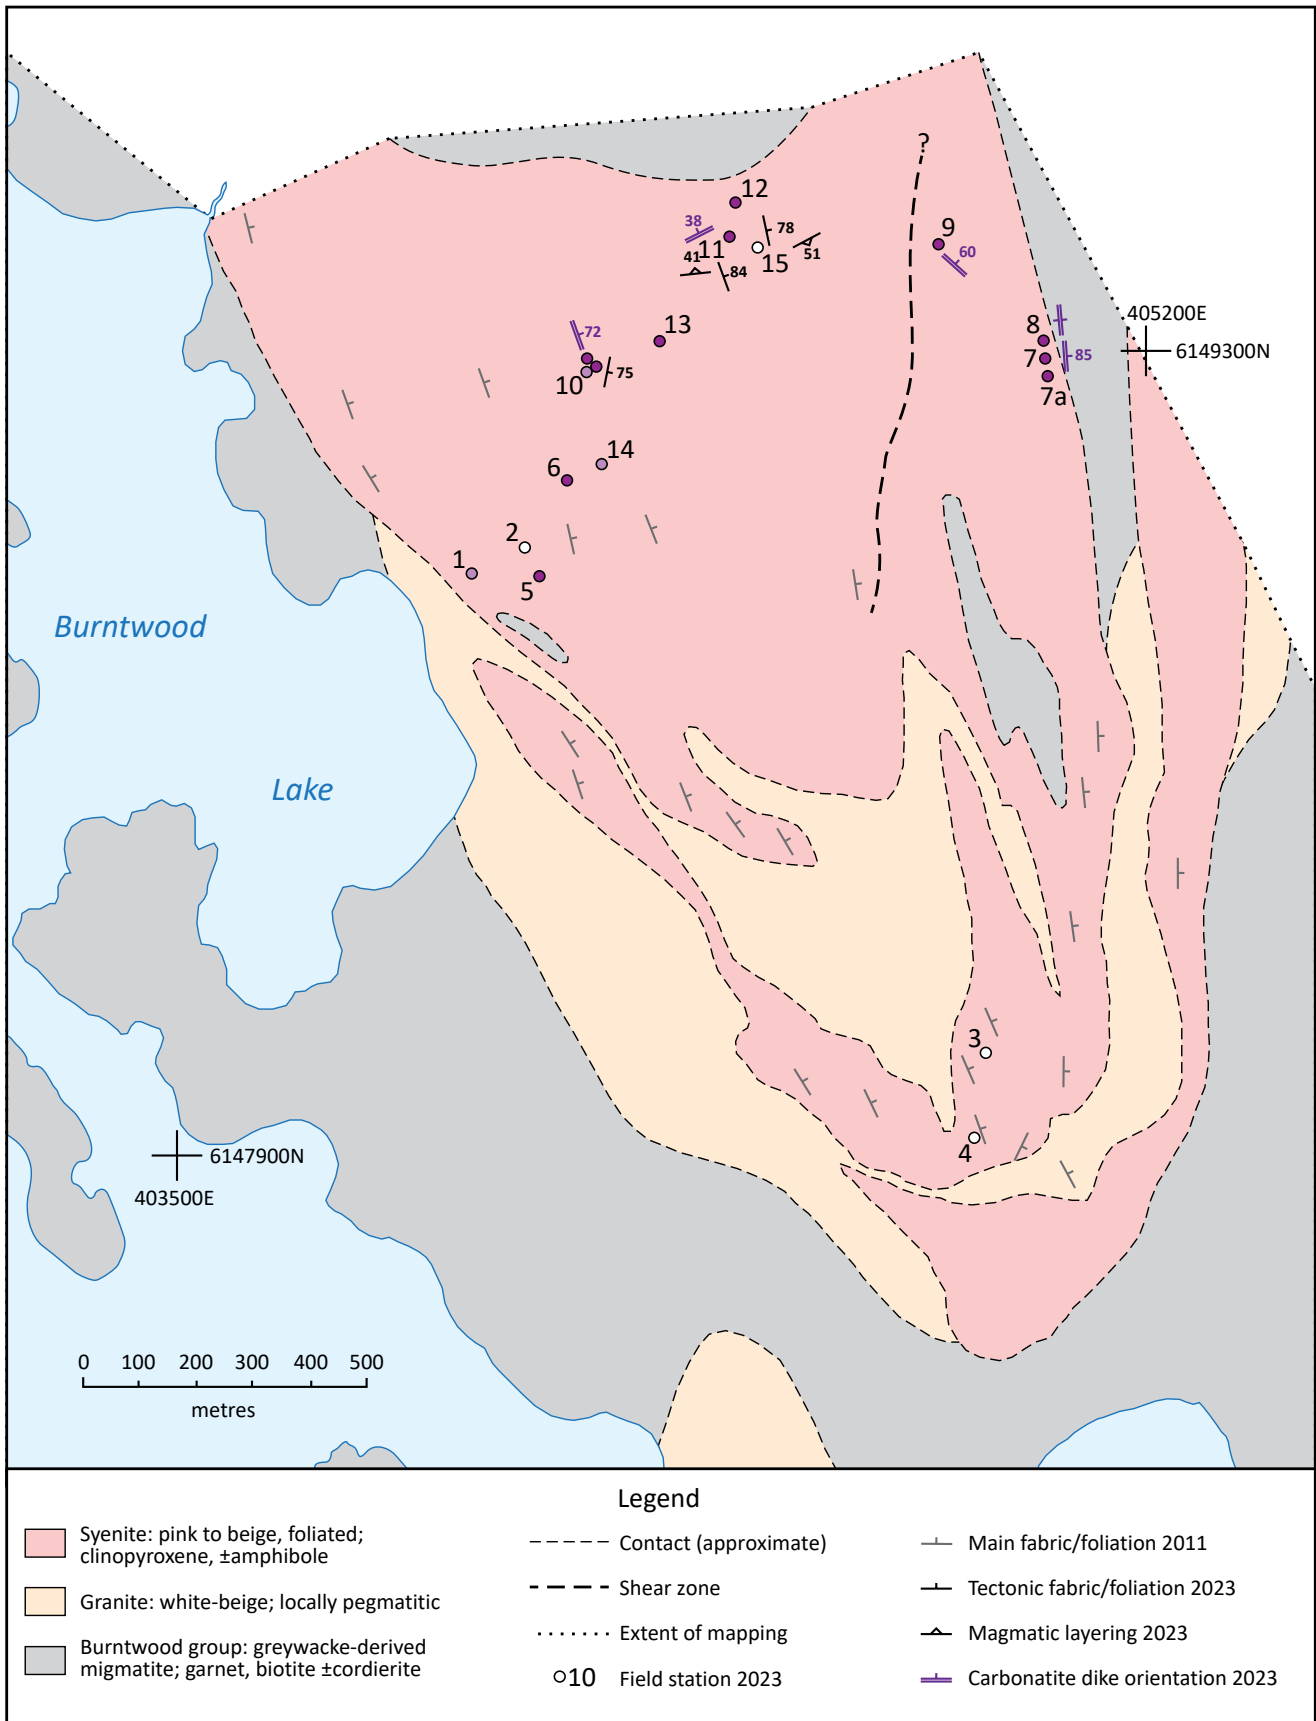 ?
12
38
78
9
11
15
51
60
41
84
405200E
72
13
8
6149300N
10
75
7
85
7a
6
14
2
1
5
Burntwood
Lake
3
4
6147900N
403500E
0 100 200 300 400 500
metres
Legend
Syenite: pink to beige, foliated;
clinopyroxene, ±amphibole
Granite: white-beige; locally pegmatitic
Burntwood group: greywacke-derived
migmatite; garnet, biotite ±cordierite
Contact (approximate)
Shear zone
Extent of mapping
10 Field station 2023
Main fabric/foliation 2011
Tectonic fabric/foliation 2023
Magmatic layering 2023
Carbonatite dike orientation 2023